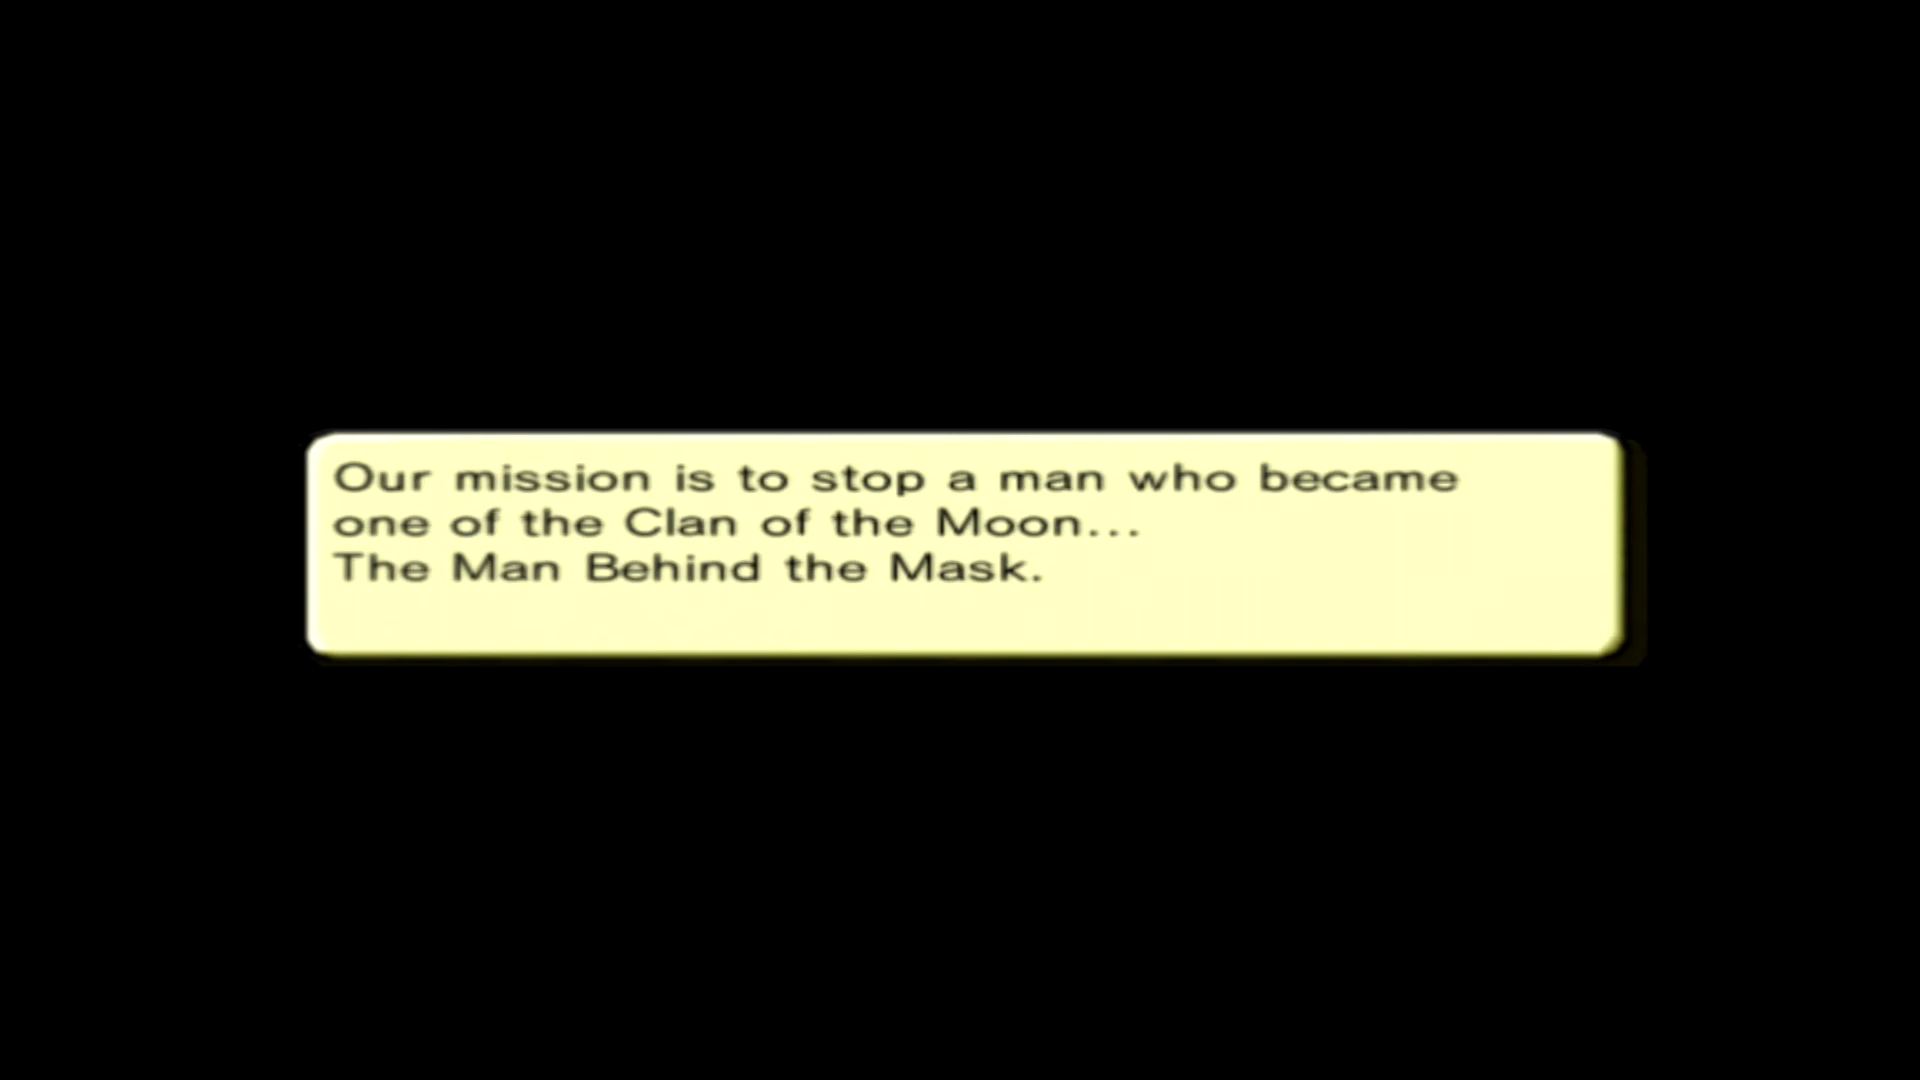 Our mission is to stop a man who became
one of the Clan of the Moon...
The Man Behind the Mask.